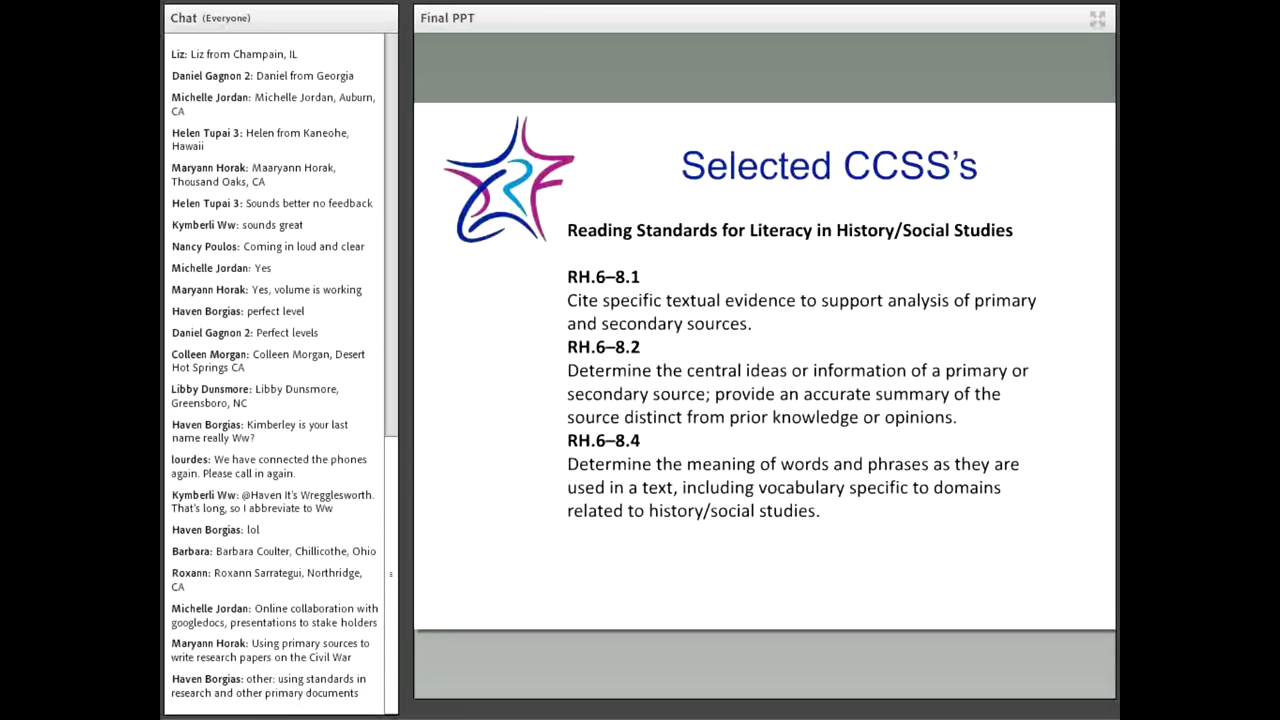 Chat (Everyone)
Liz: Liz from Champain, IL
Daniel Gagnon 2: Daniel from Georgia
Michelle Jordan: Michelle Jordan, Auburn,
CA
Helen Tupai 3: Helen from Kaneohe,
Hawaii
Maryann Horak: Maaryann Horak,
Thousand Oaks, CA
Helen Tupai 3: Sounds better no feedback
Kymberli Ww: sounds great
Nancy Poulos: Coming in loud and clear
Michelle Jordan: Yes
Maryann Horak: Yes, volume is working
Haven Borgias: perfect level
Daniel Gagnon 2: Perfect levels
Colleen Morgan: Colleen Morgan, Desert
Hot Springs CA
Libby Dunsmore: Libby Dunsmore,
Greensboro, NC
Haven Borgias: Kimberley is your last
name really Ww?
lourdes: We have connected the phones
again. Please call in again.
Kymberli Ww: @Haven It's Wregglesworth.
That's long, so I abbreviate to Ww
Haven Borgias: lol
Barbara: Barbara Coulter, Chillicothe, Ohio
Roxann: Roxann Sarrategui, Northridge,
CA
Michelle Jordan: Online collaboration with
googledocs, presentations to stake holders
Maryann Horak: Using primary sources to
write research papers on the Civil War
Haven Borgias: other: using standards in
research and other primary documents
Final PPT
Selected CCSS's
Reading Standards for Literacy in History/Social Studies
RH.6–8.1
Cite specific textual evidence to support analysis of primary
and secondary sources.
RH.6–8.2
Determine the central ideas or information of a primary or
secondary source; provide an accurate summary of the
source distinct from prior knowledge or opinions.
RH.6–8.4
Determine the meaning of words and phrases as they are
used in a text, including vocabulary specific to domains
related to history/social studies.